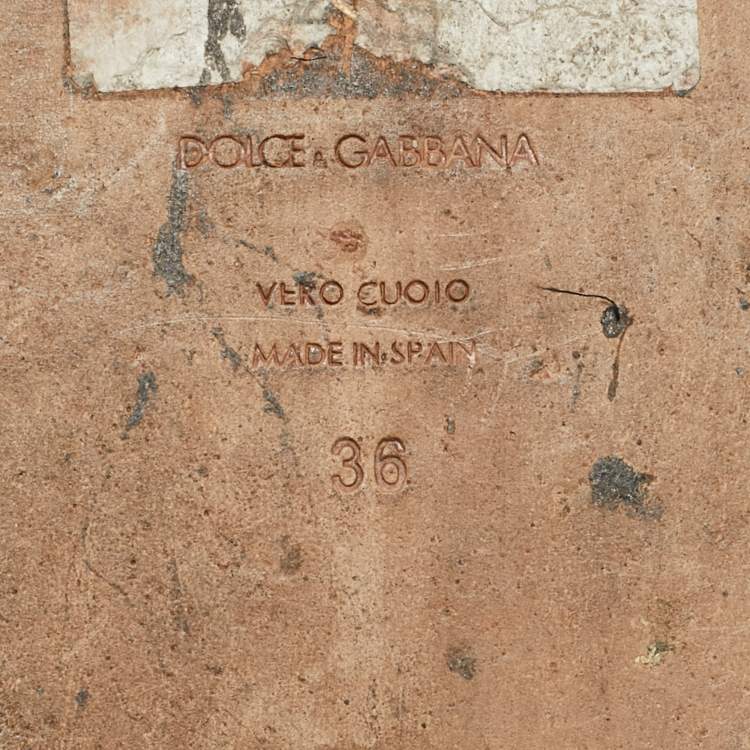 DOLCE & GABBANA
VERO CUOIO
MADE IN SPAIN
36